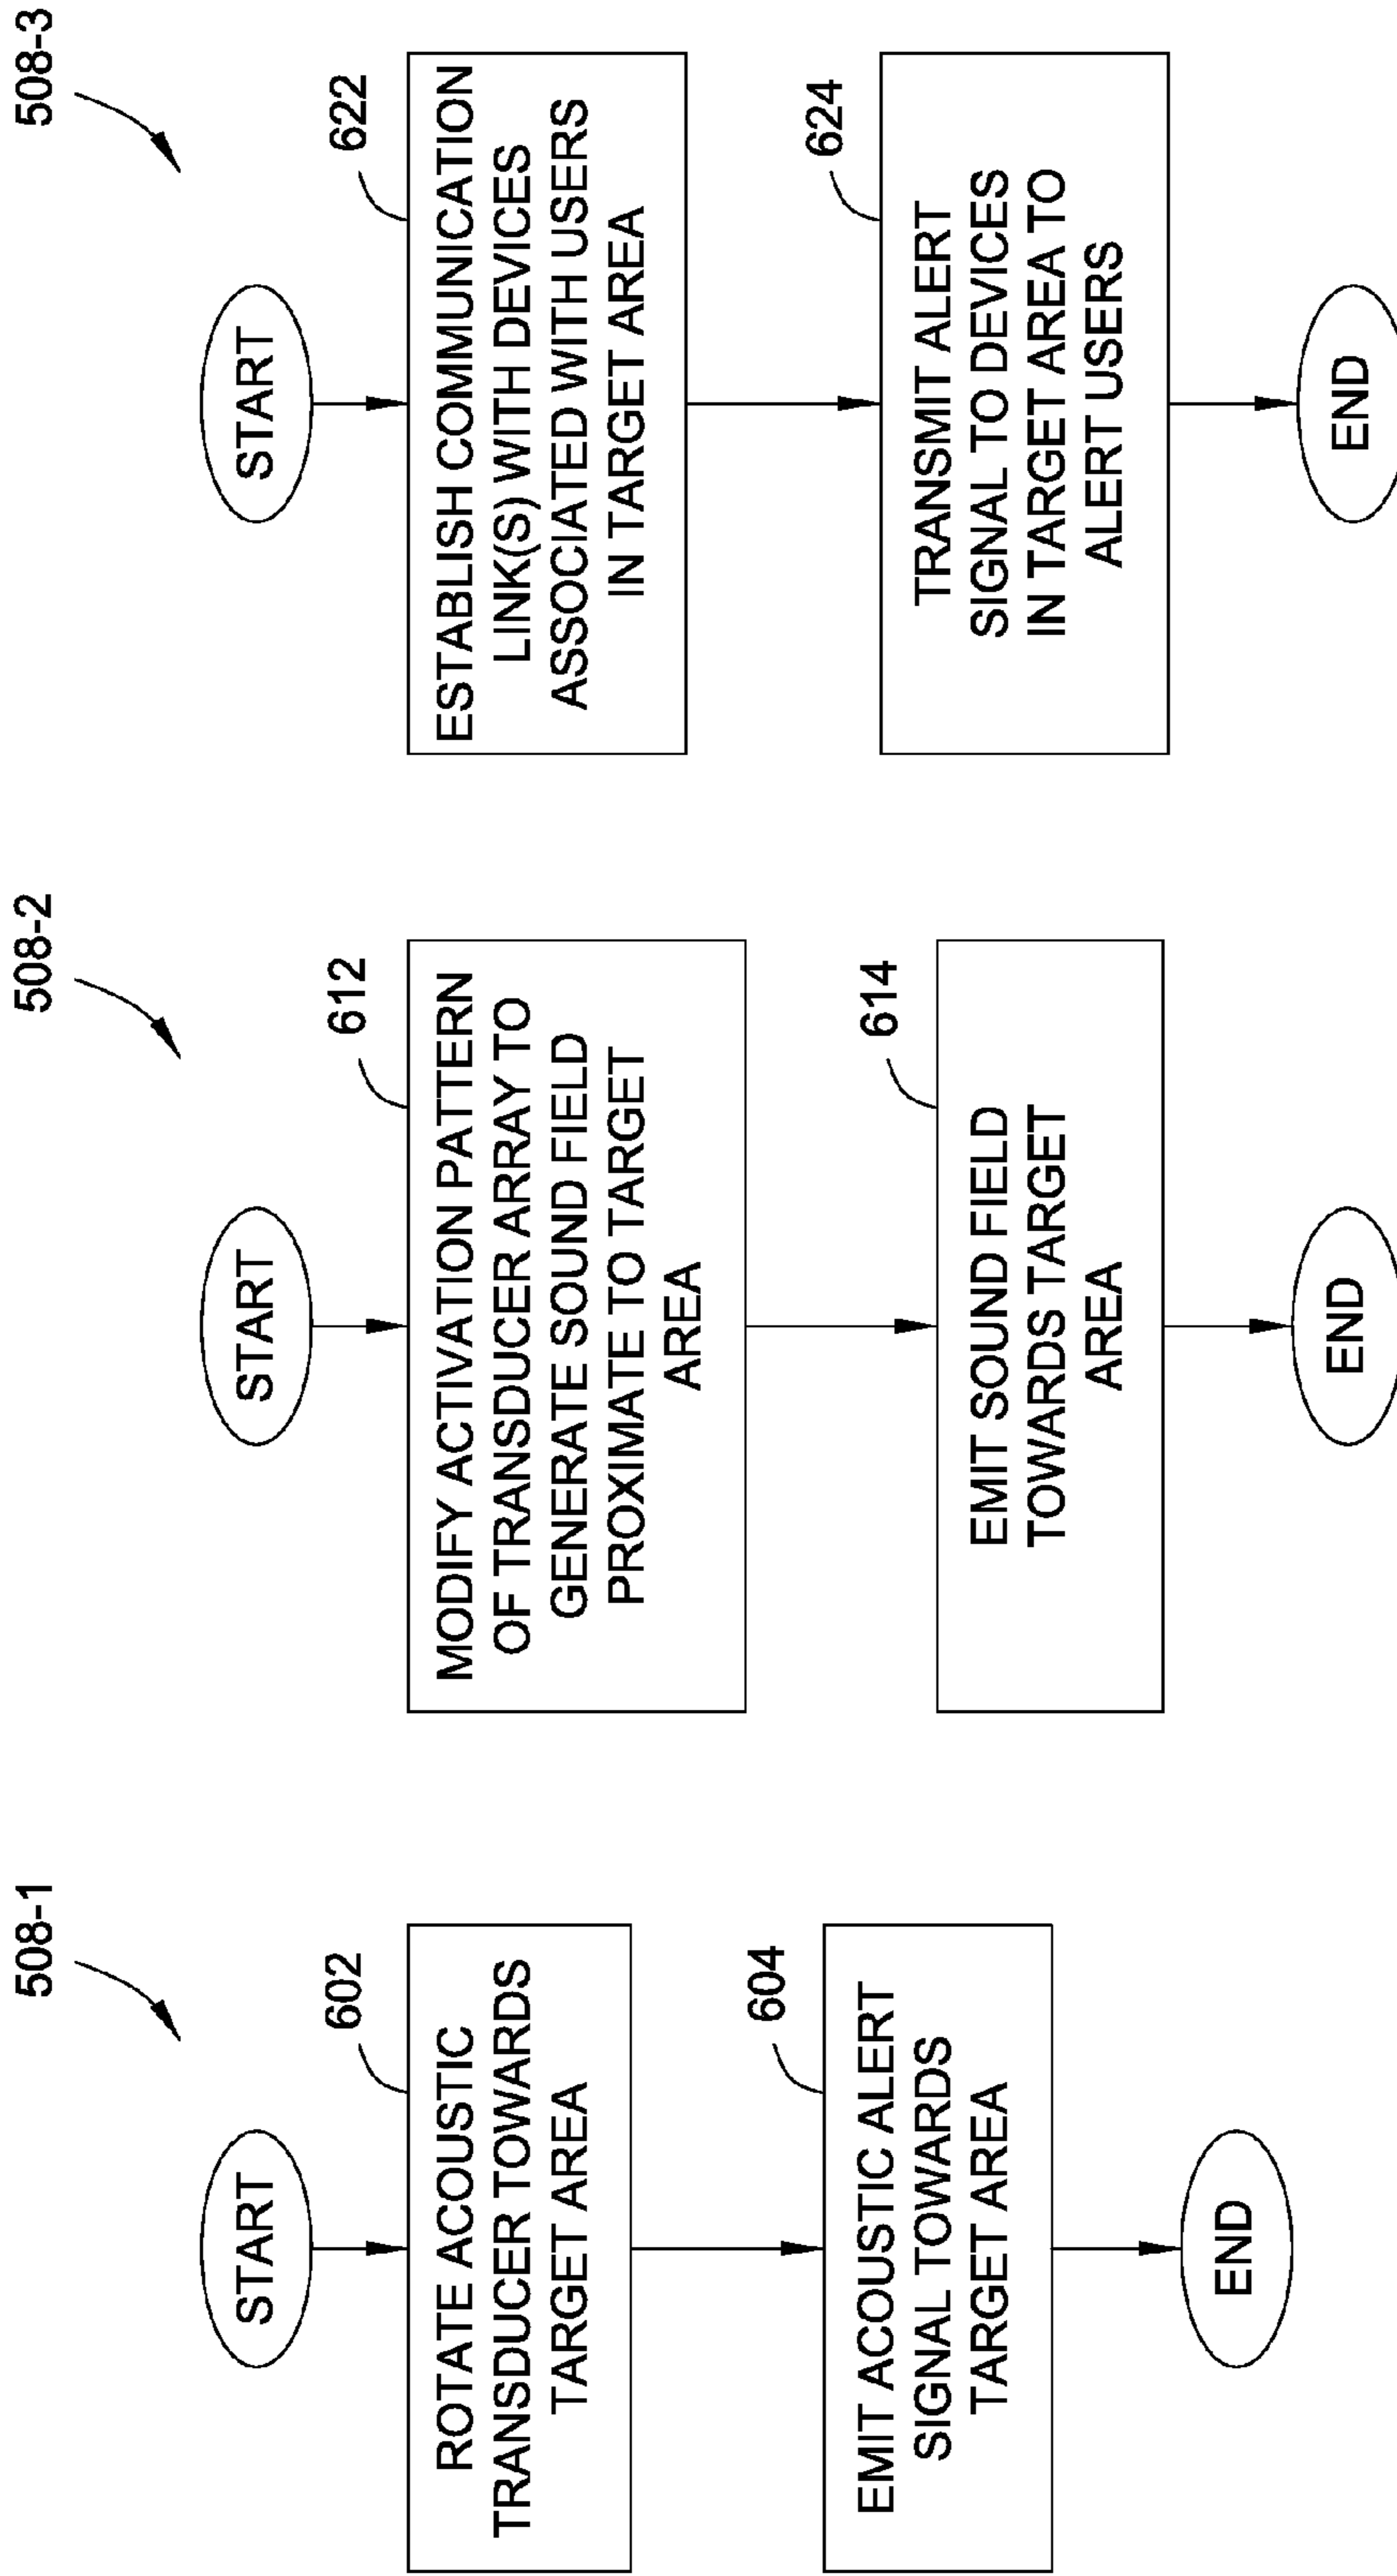 508-1
START
602
ROTATE ACOUSTIC
TRANSDUCER TOWARDS
TARGET AREA
604
EMIT ACOUSTIC ALERT
SIGNAL TOWARDS
TARGET AREA
END
508-2
START
612
MODIFY ACTIVATION PATTERN
OF TRANSDUCER ARRAY TO
GENERATE SOUND FIELD
PROXIMATE TO TARGET
AREA
614
EMIT SOUND FIELD
TOWARDS TARGET
AREA
END
508-3
START
622
ESTABLISH COMMUNICATION
LINK(S) WITH DEVICES
ASSOCIATED WITH USERS
IN TARGET AREA
624
TRANSMIT ALERT
SIGNAL TO DEVICES
IN TARGET AREA TO
ALERT USERS
END